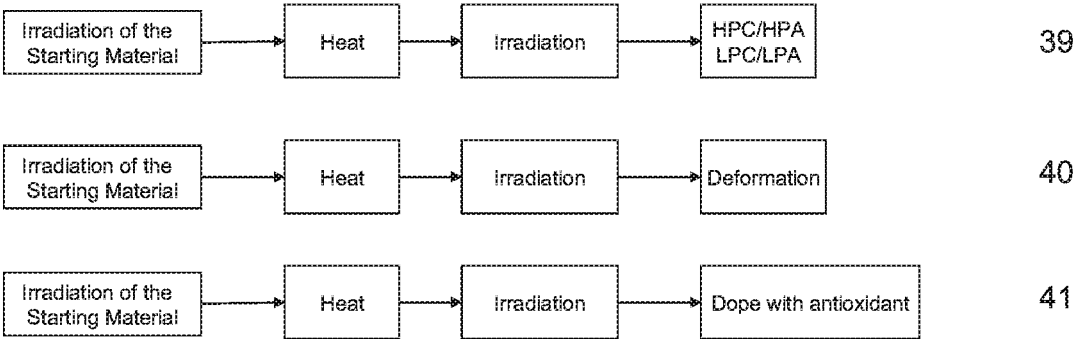 Irradiation of the
Starting Material
Heat
Irradiation
HPC/HPA
LPC/LPA
39
Irradiation of the
Starting Material
Heat
Irradiation
Deformation
40
Irradiation of the
Starting Material
Heat
Irradiation
Dope with antioxidant
41